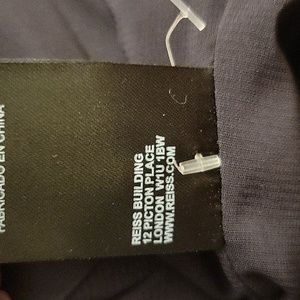 FABRICADO EN CHINA
REISS BUILDING
12 PICTON PLACE
LONDON W1U 1BW
WWW.REISS.COM